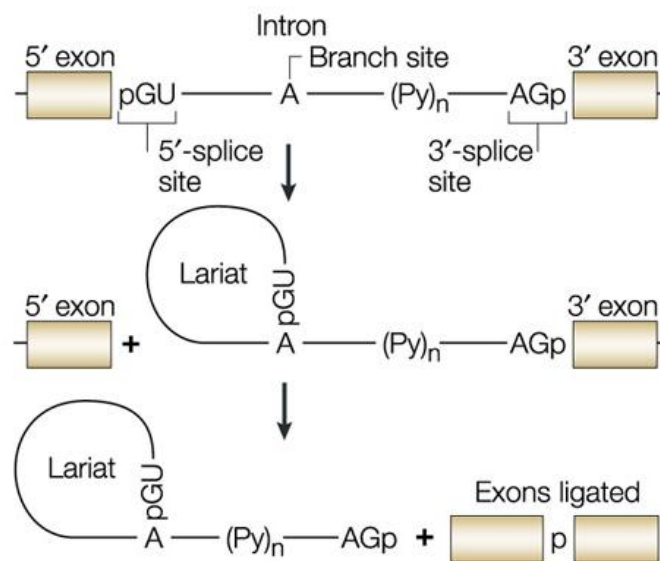 Intron
5′ exon
Branch site
3′ exon
pGU
A
(Py)n
AGp
5′-splice
site
3′-splice
site
Lariat
pGU
5′ exon
3′ exon
+
A
(Py)n
AGp
Lariat
pGU
Exons ligated
A
(Py)n
AGp
+
p